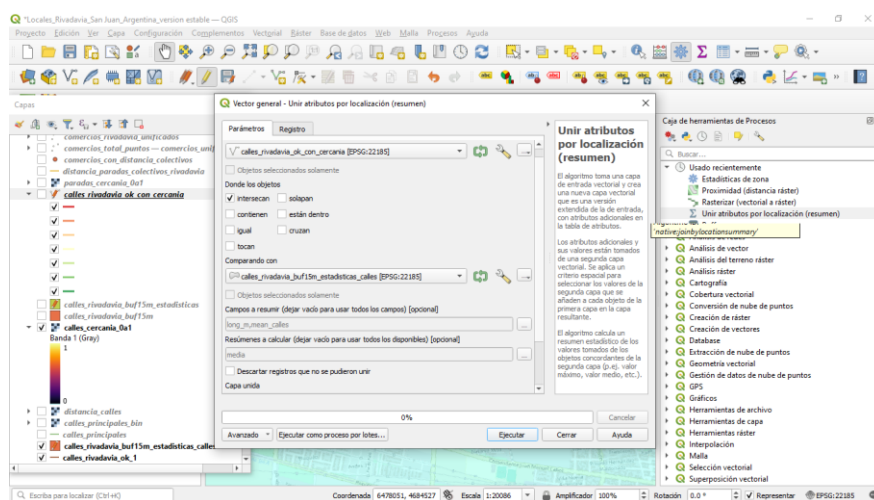 *Locales_Rivadavia_San Juan_Argentina_version estable — QGIS
Proyecto Edición Ver Capa Configuración Complementos Vectorial Ráster Base de datos Web Malla Procesos Ayuda
Capas
comercios_rivadavia_unificados
comercios_total_puntos — comercios_unif
comercios_con_distancia_colectivos
distancia_paradas_colectivos_rivadavia
paradas_cercania_0a1
calles_rivadavia_ok_con_cercania
calles_rivadavia_buf15m_estadisticas
calles_rivadavia_buf15m
calles_cercania_0a1
Banda 1 (Gray)
1
0
distancia_calles
calles_principales_bin
calles_principales
calles_rivadavia_buf15m_estadisticas_calles
calles_rivadavia_ok_1
Vector general - Unir atributos por localización (resumen)
Parámetros Registro
calles_rivadavia_ok_con_cercania [EPSG:22185]
Objetos seleccionados solamente
Donde los objetos
intersecan solapan
contienen están dentro
igual cruzan
tocan
Comparando con
calles_rivadavia_buf15m_estadisticas_calles [EPSG:22185]
Objetos seleccionados solamente
Campos a resumir (dejar vacío para usar todos los campos) [opcional]
long_m,mean_calles
Resúmenes a calcular (dejar vacío para usar todos los disponibles) [opcional]
media
Descartar registros que no se pudieron unir
Capa unida
0%
Cancelar
Avanzado Ejecutar como proceso por lotes... Ejecutar Cerrar Ayuda
Unir atributos
por localización
(resumen)
El algoritmo toma una capa
de entrada vectorial y crea
una nueva capa vectorial
que es una versión
extendida de la de entrada,
con atributos adicionales en
la tabla de atributos.
Los atributos adicionales y
sus valores están tomados
de una segunda capa
vectorial. Se aplica un
criterio espacial para
seleccionar los valores de la
segunda capa que se
añaden a cada objeto de la
primera capa en la capa
resultante.
El algoritmo calcula un
resumen estadístico de los
valores tomados de los
objetos concordantes de la
segunda capa (p.ej. valor
máximo, valor medio, etc.).
Caja de herramientas de Procesos
Buscar...
Usado recientemente
Estadísticas de zona
Proximidad (distancia ráster)
Rasterizar (vectorial a ráster)
Unir atributos por localización (resumen)
'native:joinbylocationsummary'
Análisis de vector
Análisis del terreno ráster
Análisis ráster
Cartografía
Cobertura vectorial
Conversión de nube de puntos
Creación de ráster
Creación de vectores
Database
Extracción de nube de puntos
Geometría vectorial
Gestión de datos de nube de puntos
GPS
Gráficos
Herramientas de archivo
Herramientas de capa
Herramientas ráster
Interpolación
Malla
Selección vectorial
Superposición vectorial
Escriba para localizar (Ctrl+K)
Coordenada 6478051, 4684527 Escala 1:20086 Amplificador 100% Rotación 0.0 ° Representar EPSG:22185